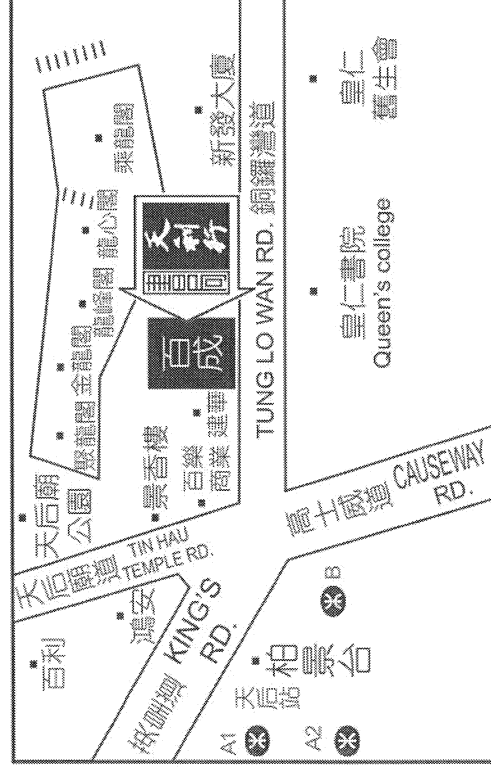 百利
天后廟道
TIN HAU
TEMPLE RD.
天后廟
公園
聚龍閣
金龍閣
龍峰閣
龍心閣
乘龍閣
鴻安
景香樓
百樂
商業
建華
百成
新發大廈
英皇道
KING'S
RD.
TUNG LO WAN RD. 銅鑼灣道
A1
A2
天后站
柏景台
B
高士威道
CAUSEWAY
RD.
皇仁書院
Queen's college
皇仁
舊生會